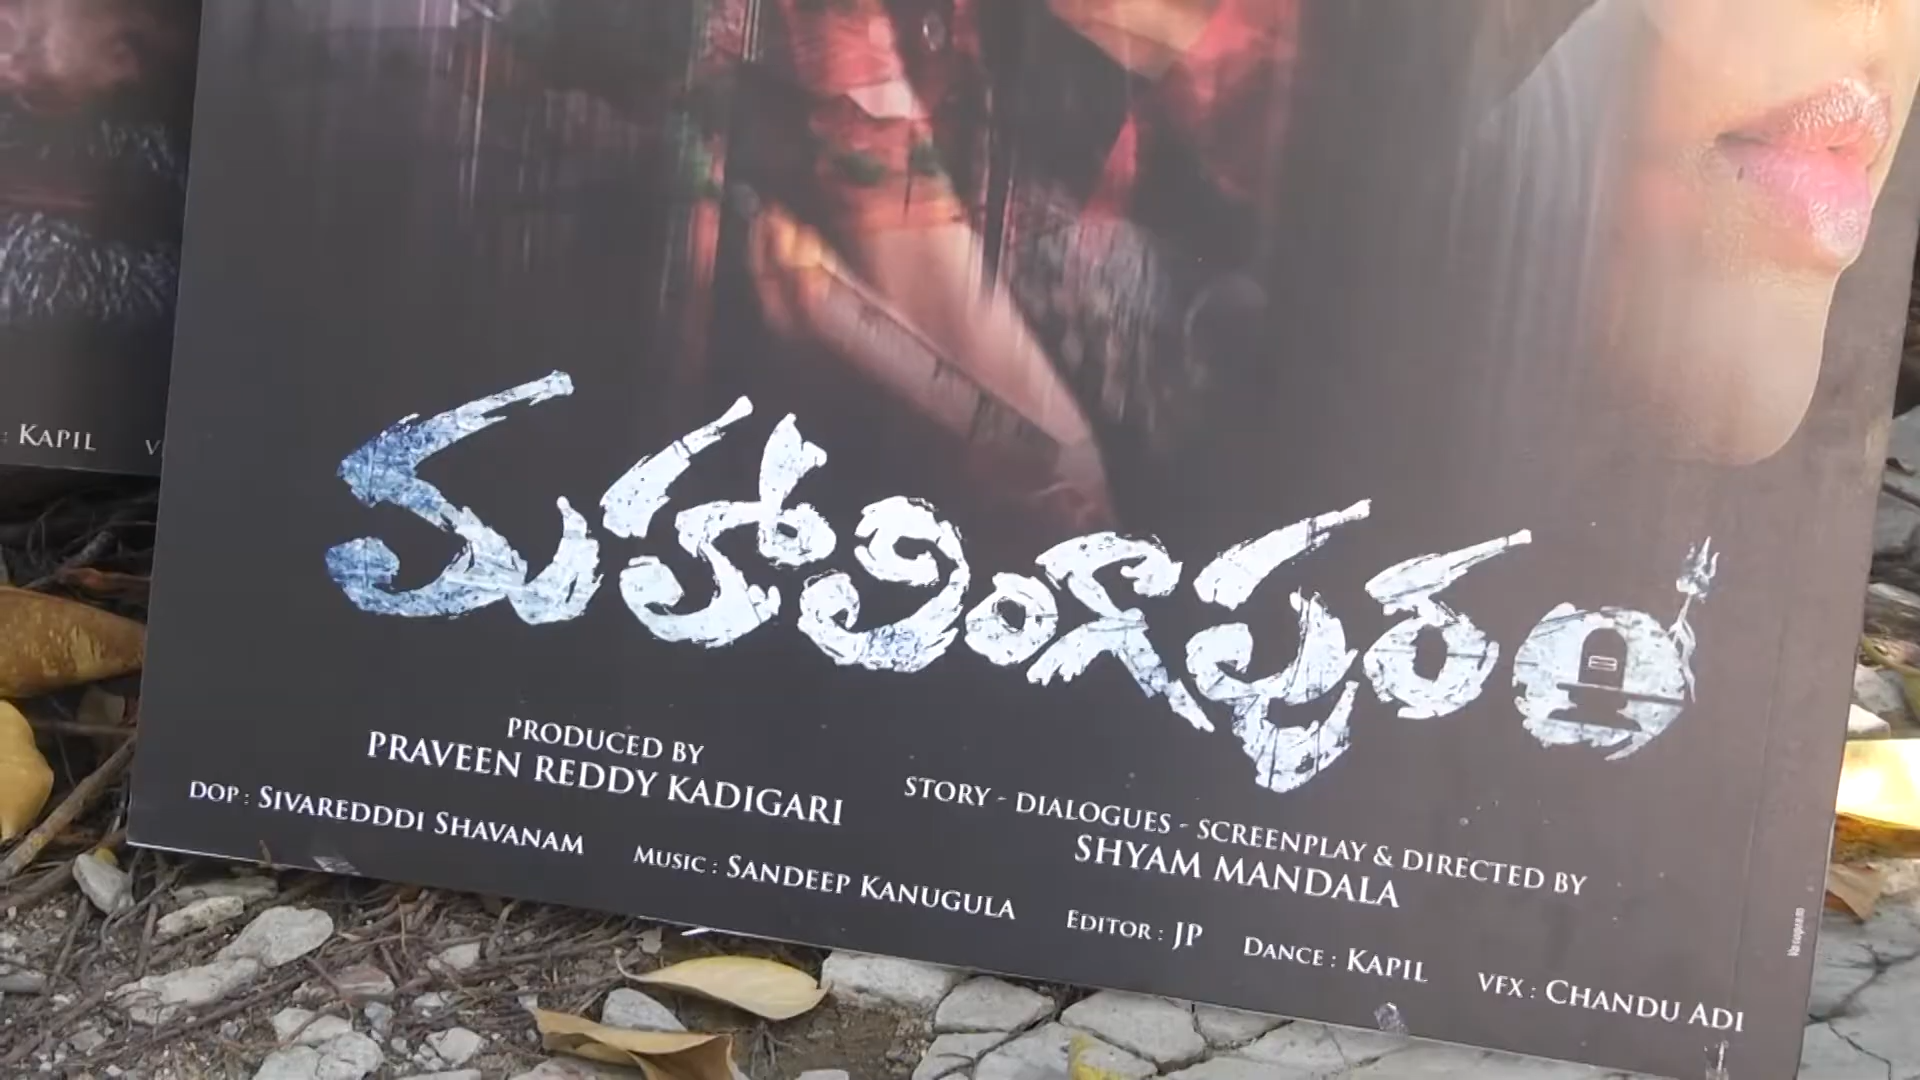 : KAPIL
మహాలింగాపురం
PRODUCED BY
PRAVEEN REDDY KADIGARI
STORY - DIALOGUES - SCREENPLAY & DIRECTED BY
SHYAM MANDALA
DOP : SIVAREDDDI SHAVANAM MUSIC : SANDEEP KANUGULA EDITOR : JP DANCE : KAPIL VFX : CHANDU ADI